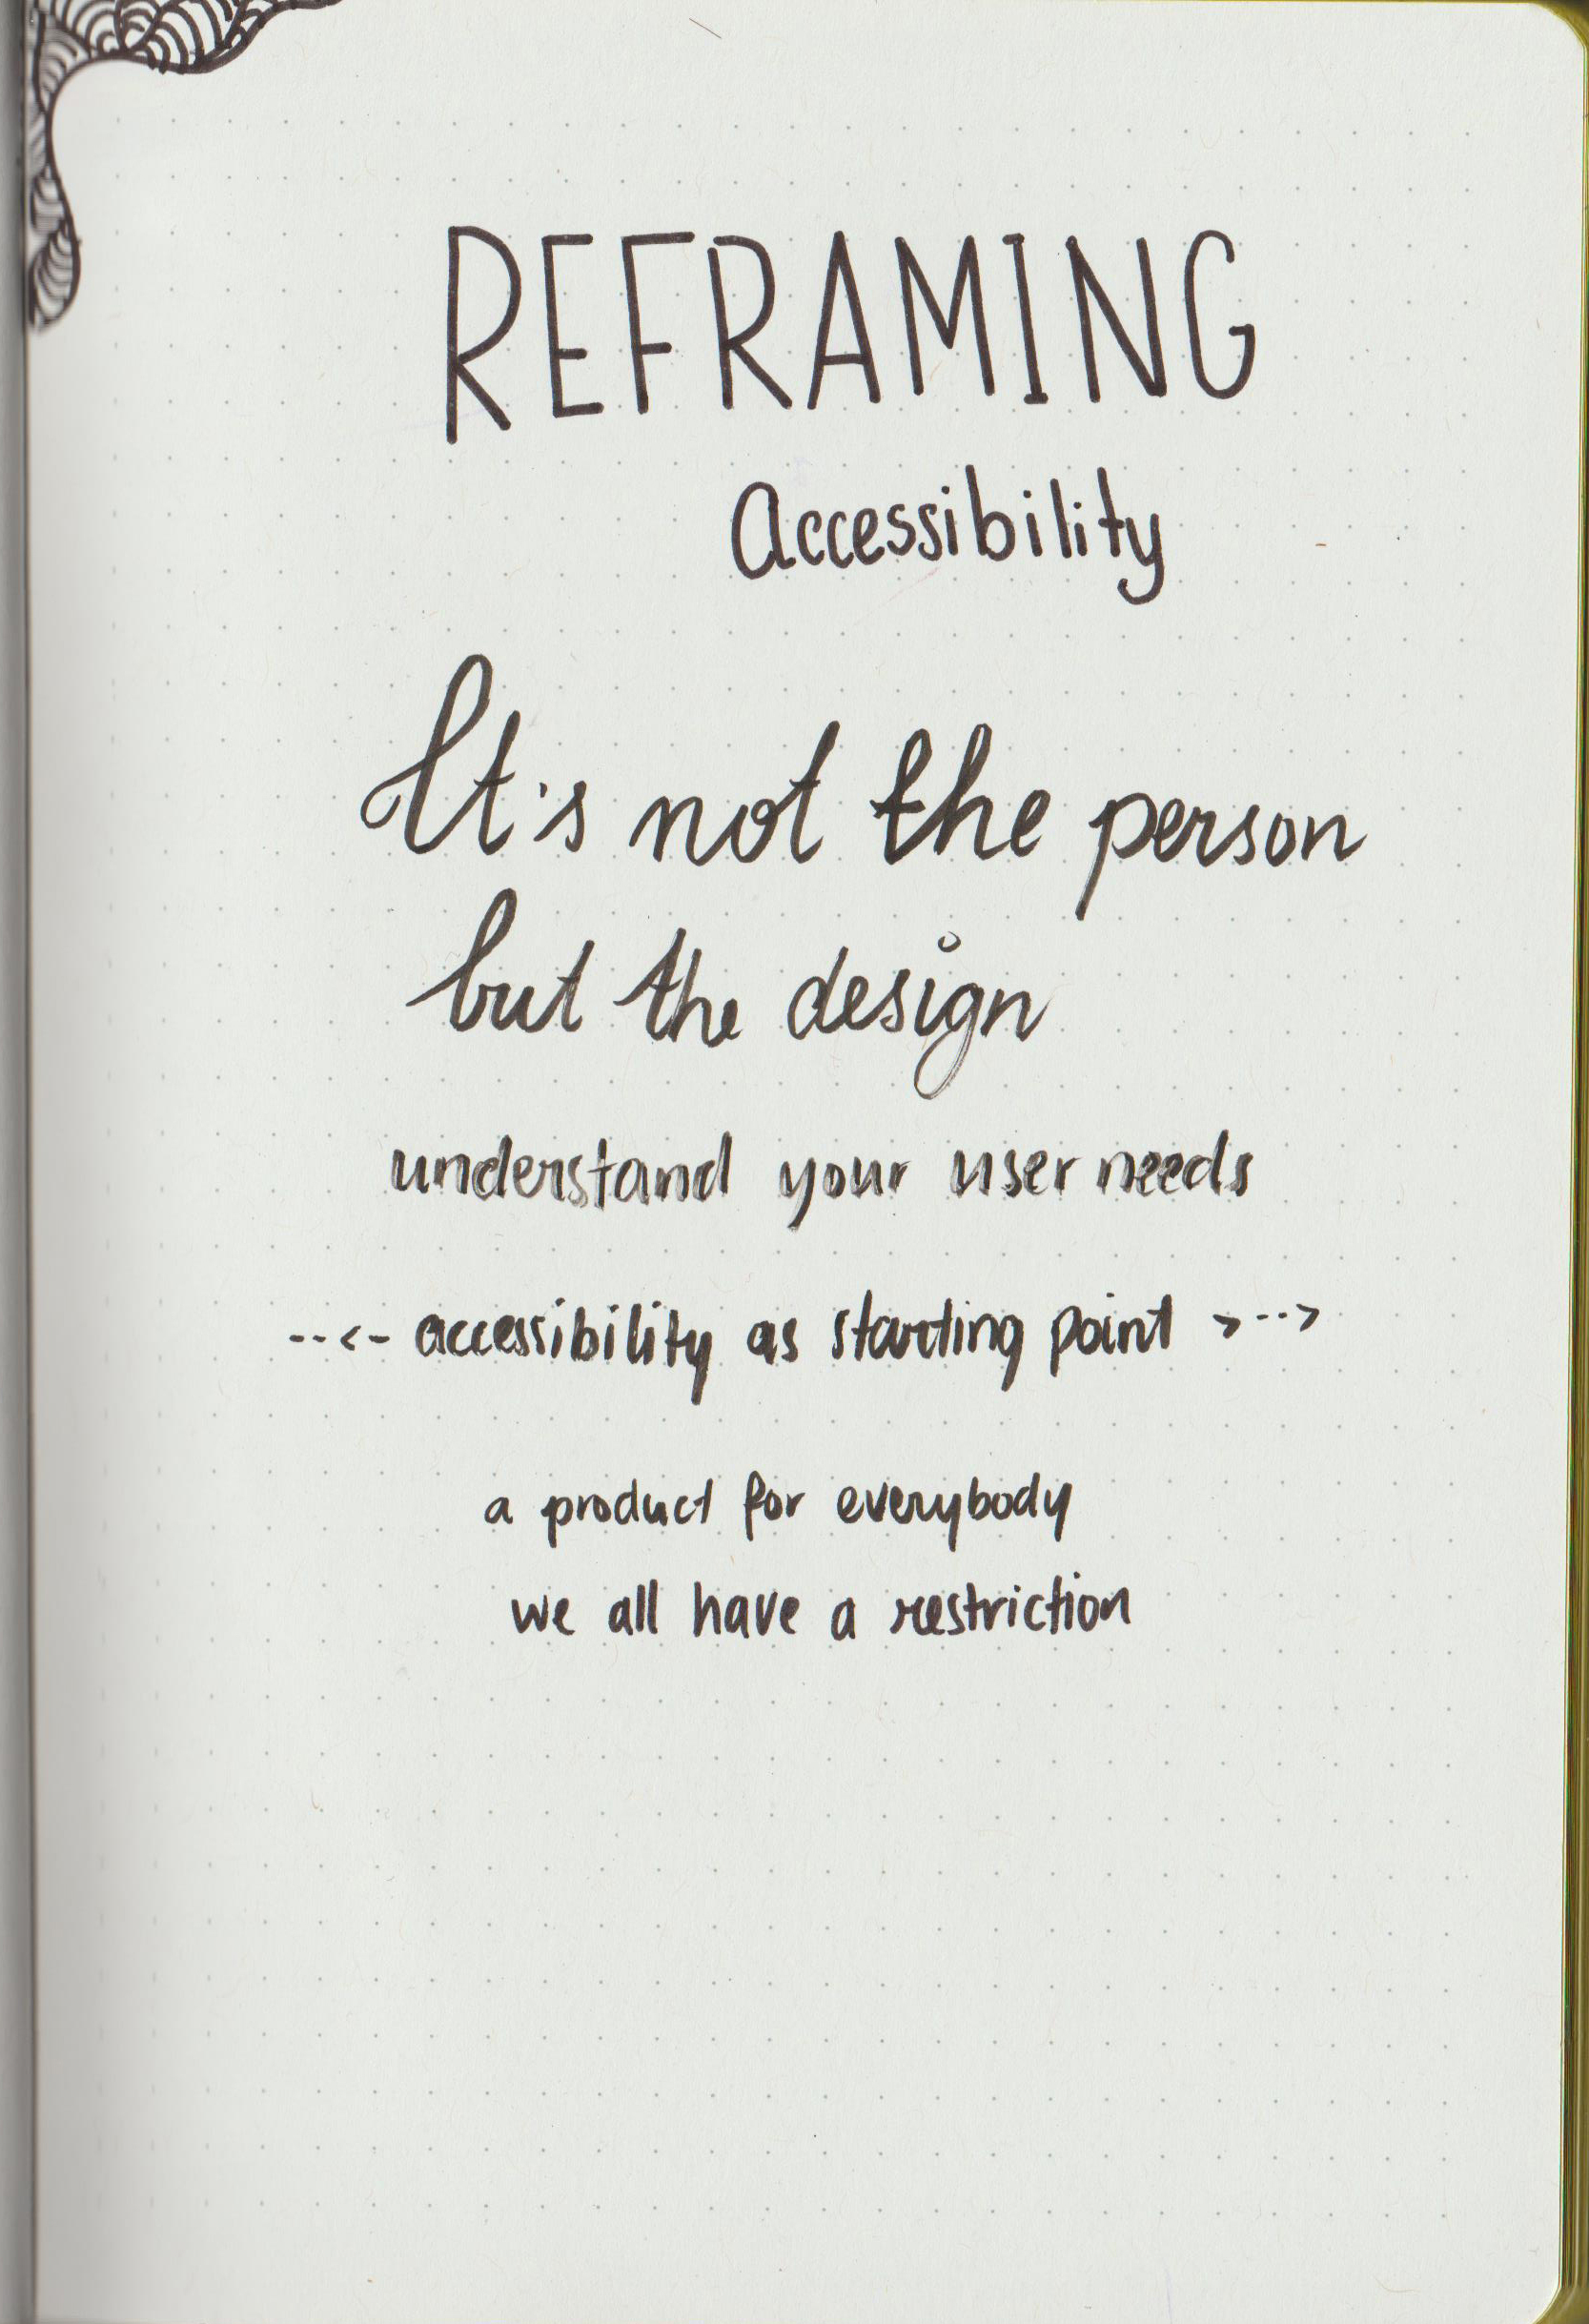 REFRAMING
Accessibility
It's not the person
but the design
understand your user needs
--<- accessibility as starting point >-->
a product for everybody
we all have a restriction